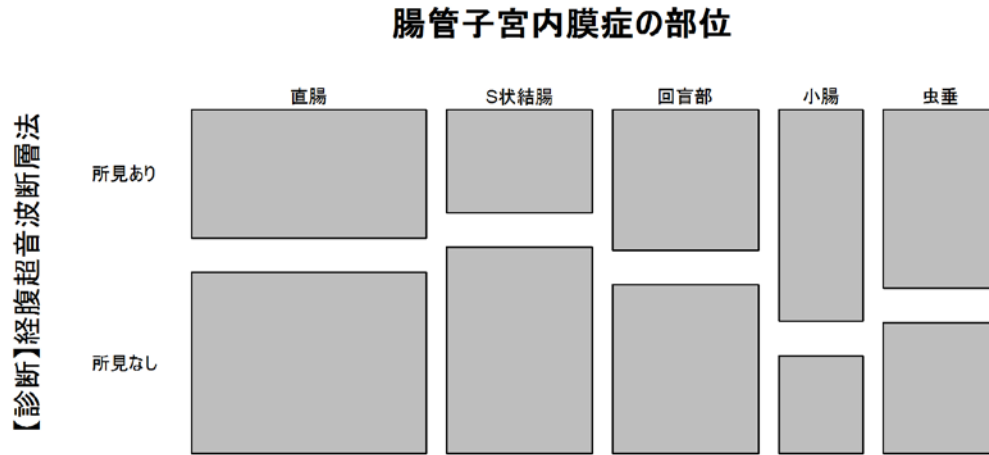 腸管子宮内膜症の部位
直腸
S状結腸
回盲部
小腸
虫垂
【診断】経腹超音波断層法
所見あり
所見なし